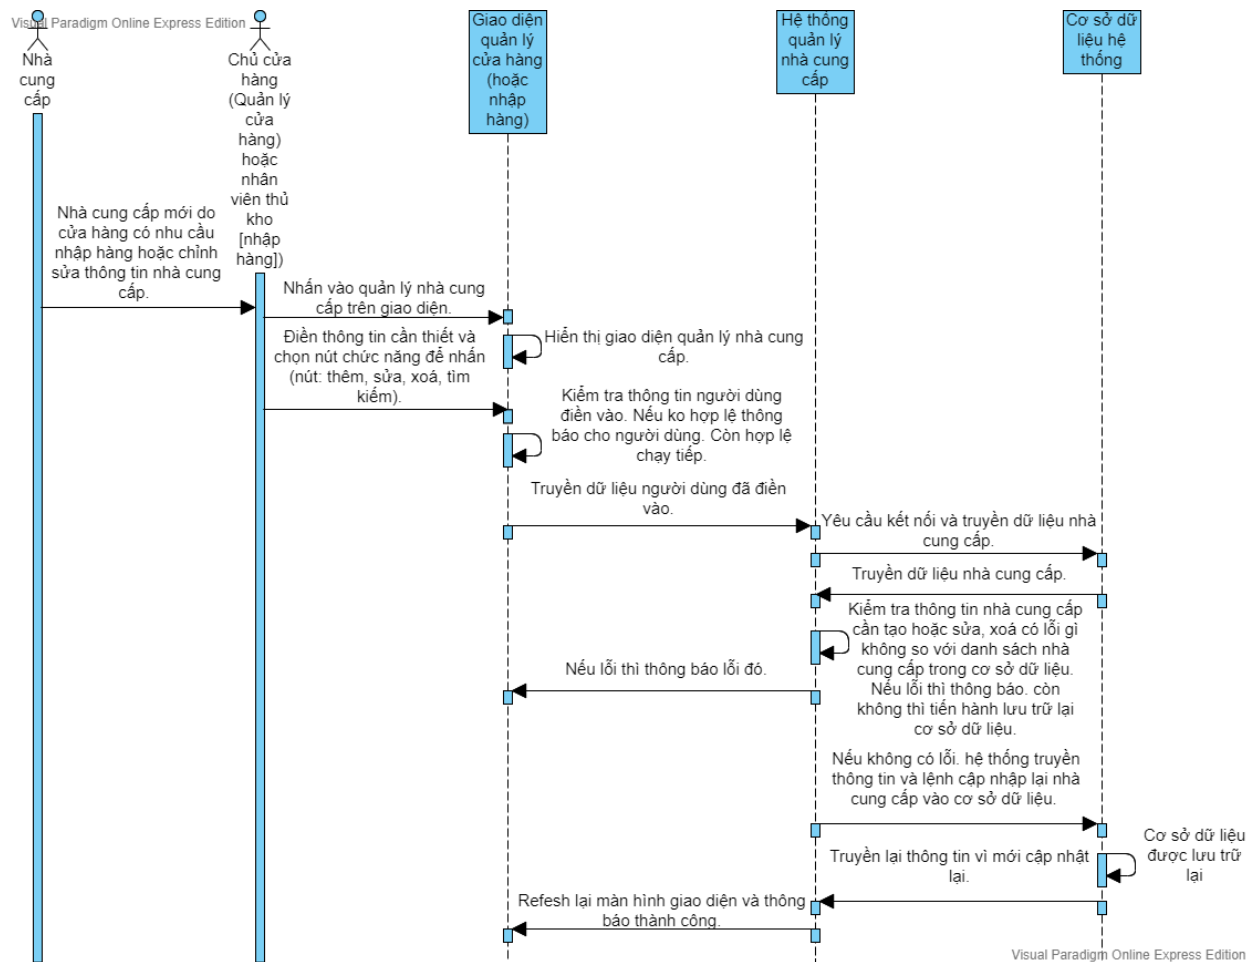 Visual Paradigm Online Express Edition
Nhà
cung
cấp
Chủ cửa
hàng
(Quản lý
cửa
hàng)
hoặc
nhân
viên thủ
kho
[nhập
hàng])
Giao diện
quản lý
cửa hàng
(hoặc
nhập
hàng)
Hệ thống
quản lý
nhà cung
cấp
Cơ sở dữ
liệu hệ
thống
Nhà cung cấp mới do
cửa hàng có nhu cầu
nhập hàng hoặc chỉnh
sửa thông tin nhà cung
cấp.
Nhấn vào quản lý nhà cung
cấp trên giao diện.
Hiển thị giao diện quản lý nhà cung
cấp.
Điền thông tin cần thiết và
chọn nút chức năng để nhấn
(nút: thêm, sửa, xoá, tìm
kiếm).
Kiểm tra thông tin người dùng
điền vào. Nếu ko hợp lệ thông
báo cho người dùng. Còn hợp lệ
chạy tiếp.
Truyền dữ liệu người dùng đã điền
vào.
Yêu cầu kết nối và truyền dữ liệu nhà
cung cấp.
Truyền dữ liệu nhà cung cấp.
Kiểm tra thông tin nhà cung cấp
cần tạo hoặc sửa, xoá có lỗi gì
không so với danh sách nhà
cung cấp trong cơ sở dữ liệu.
Nếu lỗi thì thông báo. còn
không thì tiến hành lưu trữ lại
cơ sở dữ liệu.
Nếu lỗi thì thông báo lỗi đó.
Nếu không có lỗi. hệ thống truyền
thông tin và lệnh cập nhập lại nhà
cung cấp vào cơ sở dữ liệu.
Cơ sở dữ liệu
được lưu trữ
lại
Truyền lại thông tin vì mới cập nhật
lại.
Refesh lại màn hình giao diện và thông
báo thành công.
Visual Paradigm Online Express Edition